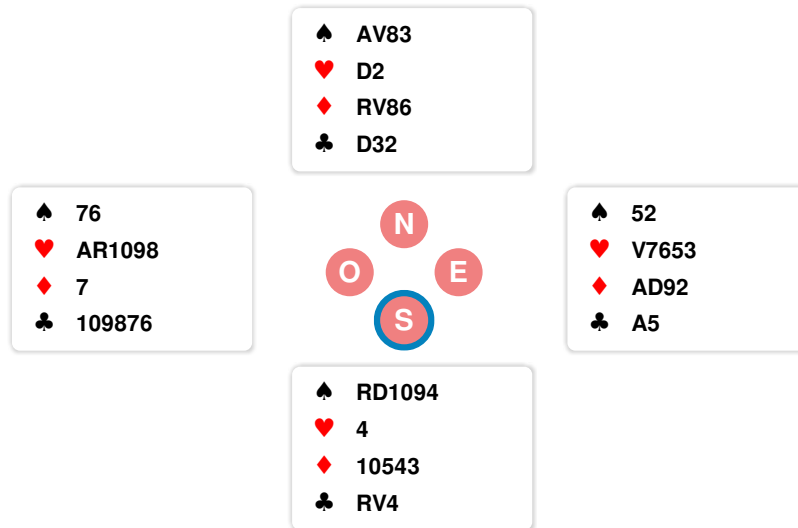 ♠ AV83
♥ D2
♦ RV86
♣ D32
♠ 76
♥ AR1098
♦ 7
♣ 109876
N
O
E
S
♠ 52
♥ V7653
♦ AD92
♣ A5
♠ RD1094
♥ 4
♦ 10543
♣ RV4